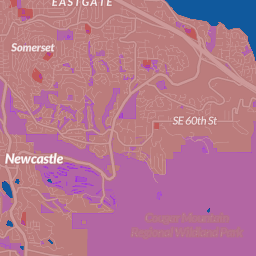 EASTGATE
Somerset
SE 60th St
Newcastle
Cougar Mountain
Regional Wildland Park